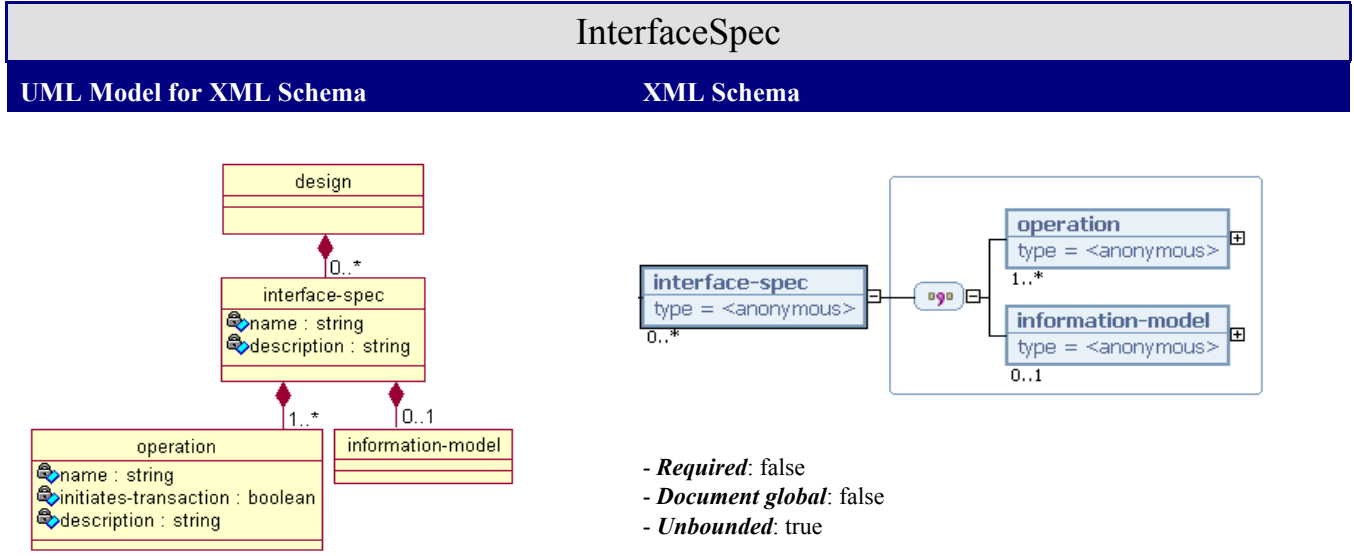 InterfaceSpec
UML Model for XML Schema
XML Schema
design
0..*
interface-spec
name : string
description : string
1..*
0..1
operation
name : string
initiates-transaction : boolean
description : string
information-model
interface-spec
type = <anonymous>
0..*
operation
type = <anonymous>
1..*
information-model
type = <anonymous>
0..1
- Required: false
- Document global: false
- Unbounded: true